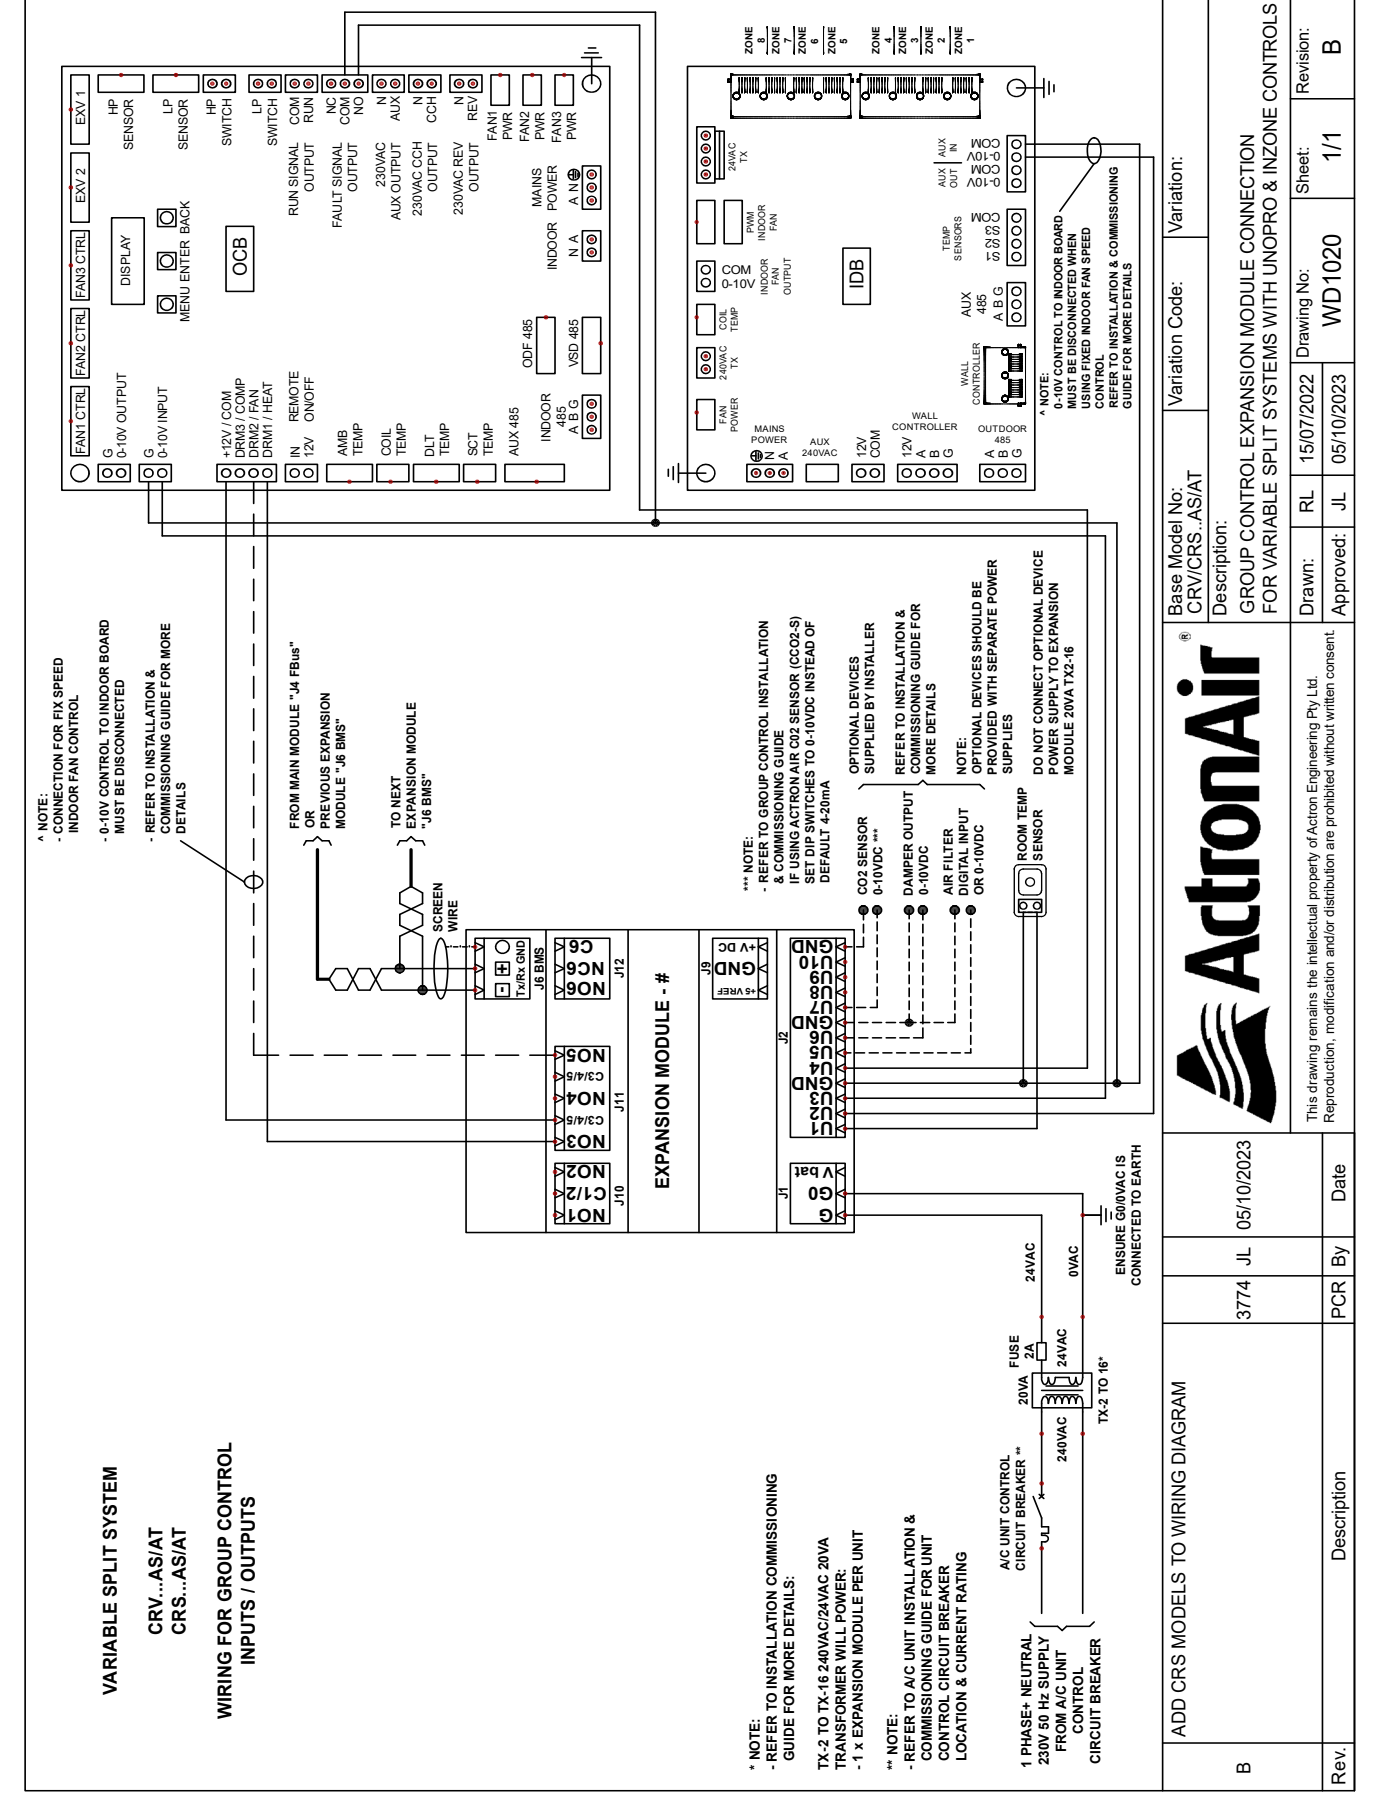 VARIABLE SPLIT SYSTEM
CRV...AS/AT
CRS...AS/AT
WIRING FOR GROUP CONTROL
INPUTS / OUTPUTS
^ NOTE:
- CONNECTION FOR FIX SPEED
INDOOR FAN CONTROL
- 0-10V CONTROL TO INDOOR BOARD
MUST BE DISCONNECTED
- REFER TO INSTALLATION &
COMMISSIONING GUIDE FOR MORE
DETAILS
FROM MAIN MODULE "J4 FBus"
OR
PREVIOUS EXPANSION
MODULE "J6 BMS"
TO NEXT
EXPANSION MODULE
"J6 BMS"
SCREEN
WIRE
FAN1 CTRL
FAN2 CTRL
FAN3 CTRL
EXV 2
EXV 1
G
0-10V OUTPUT
G
0-10V INPUT
+12V / COM
DRM3 / COMP
DRM2 / FAN
DRM1 / HEAT
IN
12V
REMOTE
ON/OFF
AMB
TEMP
COIL
TEMP
DLT
TEMP
SCT
TEMP
AUX 485
INDOOR
485
A B G
ODF 485
VSD 485
DISPLAY
MENU
ENTER
BACK
OCB
HP
SENSOR
LP
SENSOR
HP
SWITCH
LP
SWITCH
RUN SIGNAL
OUTPUT
COM
RUN
FAULT SIGNAL
OUTPUT
NC
COM
NO
230VAC
AUX OUTPUT
N
AUX
230VAC CCH
OUTPUT
N
CCH
230VAC REV
OUTPUT
N
REV
FAN1
PWR
FAN2
PWR
FAN3
PWR
INDOOR
N A
MAINS
POWER
A N
J6 BMS
Tx/Rx GND
- +
J12
NO6
NC6
C6
J11
NO3
C3/4/5
NO4
C3/4/5
NO5
J10
NO1
C1/2
NO2
EXPANSION MODULE - #
J9
+5 VREF
GND
+V DC
J2
U1
U2
U3
GND
U4
U5
U6
GND
U7
U8
U9
U10
GND
J1
G
G0
V bat
*** NOTE:
- REFER TO GROUP CONTROL INSTALLATION
& COMMISSIONING GUIDE
IF USING ACTRON AIR C02 SENSOR (CCO2-S)
SET DIP SWITCHES TO 0-10VDC INSTEAD OF
DEFAULT 4-20mA
CO2 SENSOR
0-10VDC ***
DAMPER OUTPUT
0-10VDC
AIR FILTER
DIGITAL INPUT
OR 0-10VDC
OPTIONAL DEVICES
SUPPLIED BY INSTALLER
REFER TO INSTALLATION &
COMMISSIONING GUIDE FOR
MORE DETAILS
NOTE:
OPTIONAL DEVICES SHOULD BE
PROVIDED WITH SEPARATE POWER
SUPPLIES
DO NOT CONNECT OPTIONAL DEVICE
POWER SUPPLY TO EXPANSION
MODULE 20VA TX2-16
ROOM TEMP
SENSOR
ZONE
8
ZONE
7
ZONE
6
ZONE
5
ZONE
4
ZONE
3
ZONE
2
ZONE
1
24VAC
TX
PWM
INDOOR
FAN
COM
0-10V
INDOOR
FAN
OUTPUT
COIL
TEMP
240VAC
TX
FAN
POWER
IDB
MAINS
POWER
N A
AUX
240VAC
12V
COM
WALL
CONTROLLER
12V
A
B
G
OUTDOOR
485
A
B
G
WALL
CONTROLLER
AUX
485
A B G
TEMP
SENSORS
S1
S2
S3
COM
AUX
OUT
AUX
IN
0-10V
COM
0-10V
COM
^ NOTE:
0-10V CONTROL TO INDOOR BOARD
MUST BE DISCONNECTED WHEN
USING FIXED INDOOR FAN SPEED
CONTROL
REFER TO INSTALLATION & COMMISSIONING
GUIDE FOR MORE DETAILS
* NOTE:
- REFER TO INSTALLATION COMMISSIONING
GUIDE FOR MORE DETAILS:
TX-2 TO TX-16 240VAC/24VAC 20VA
TRANSFORMER WILL POWER:
- 1 x EXPANSION MODULE PER UNIT
** NOTE:
- REFER TO A/C UNIT INSTALLATION &
COMMISSIONING GUIDE FOR UNIT
CONTROL CIRCUIT BREAKER
LOCATION & CURRENT RATING
1 PHASE+ NEUTRAL
230V 50 Hz SUPPLY
FROM A/C UNIT
CONTROL
CIRCUIT BREAKER
A/C UNIT CONTROL
CIRCUIT BREAKER **
240VAC
20VA
TX-2 TO 16*
FUSE
2A
24VAC
24VAC
0VAC
ENSURE G0/0VAC IS
CONNECTED TO EARTH
B
ADD CRS MODELS TO WIRING DIAGRAM
3774
JL
05/10/2023
Rev.
Description
PCR
By
Date
ActronAir
®
This drawing remains the intellectual property of Actron Engineering Pty Ltd.
Reproduction, modification and/or distribution are prohibited without written consent.
Base Model No:
CRV/CRS..AS/AT
Variation Code:
Variation:
Description:
GROUP CONTROL EXPANSION MODULE CONNECTION
FOR VARIABLE SPLIT SYSTEMS WITH UNOPRO & INZONE CONTROLS
Drawn:
RL
15/07/2022
Approved:
JL
05/10/2023
Drawing No:
WD1020
Sheet:
1/1
Revision:
B